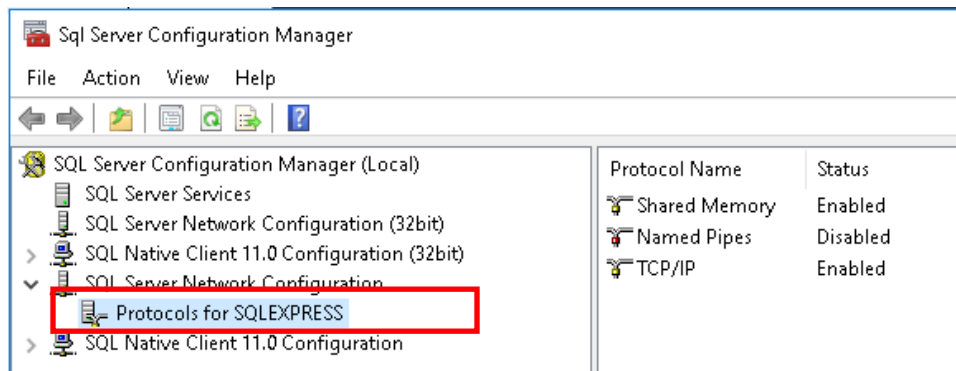 Sql Server Configuration Manager
File Action View Help
SQL Server Configuration Manager (Local)
SQL Server Services
SQL Server Network Configuration (32bit)
SQL Native Client 11.0 Configuration (32bit)
SQL Server Network Configuration
Protocols for SQLEXPRESS
SQL Native Client 11.0 Configuration
Protocol Name Status
Shared Memory Enabled
Named Pipes Disabled
TCP/IP Enabled